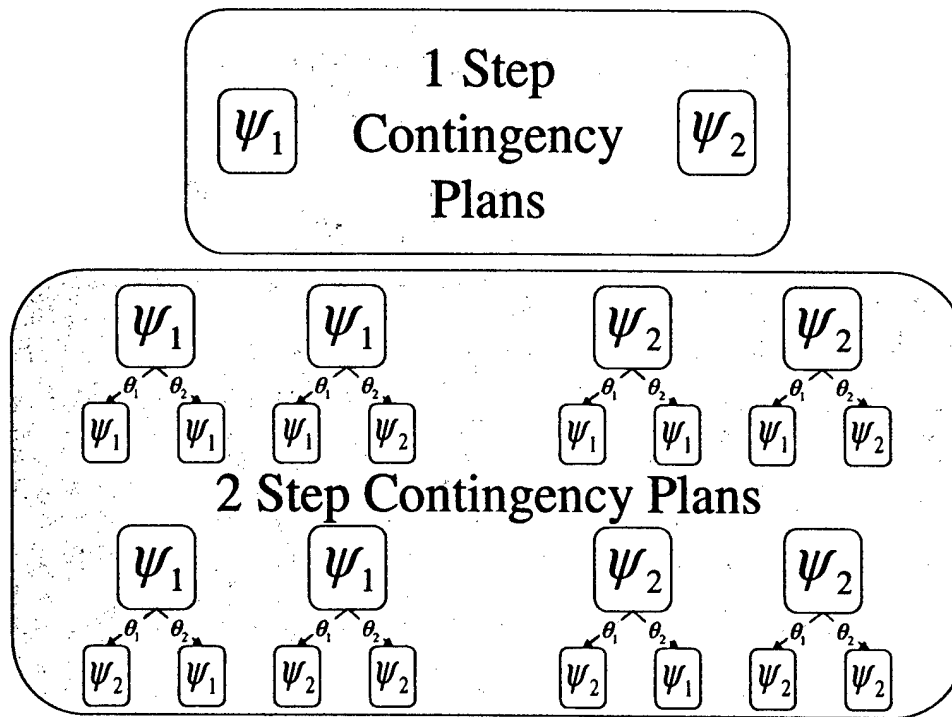 1 Step
Contingency
Plans
ψ₁ ψ₂
ψ₁ ψ₁ ψ₂ ψ₂
θ₁ θ₂ θ₁ θ₂ θ₁ θ₂ θ₁ θ₂
ψ₁ ψ₁ ψ₁ ψ₂ ψ₁ ψ₁ ψ₁ ψ₂
2 Step Contingency Plans
ψ₁ ψ₁ ψ₂ ψ₂
θ₁ θ₂ θ₁ θ₂ θ₁ θ₂ θ₁ θ₂
ψ₂ ψ₁ ψ₂ ψ₂ ψ₂ ψ₁ ψ₂ ψ₂